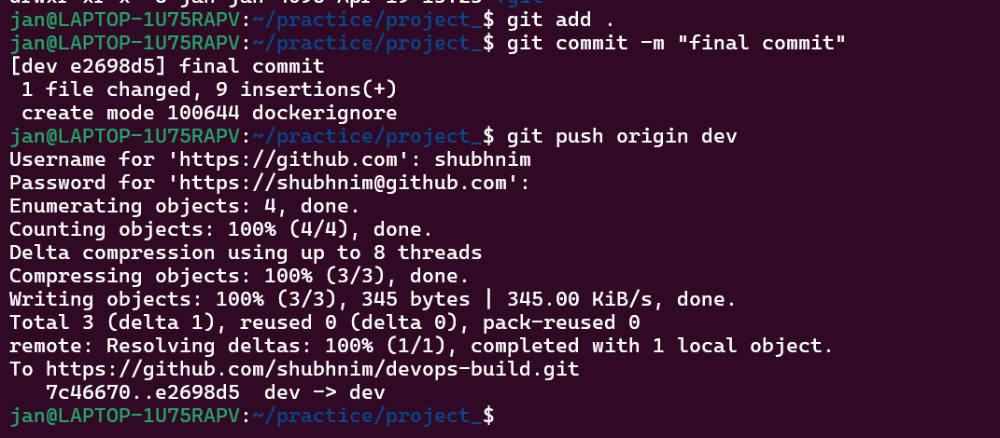 jan@LAPTOP-1U75RAPV:~/practice/project_$ git add .
jan@LAPTOP-1U75RAPV:~/practice/project_$ git commit -m "final commit"
[dev e2698d5] final commit
 1 file changed, 9 insertions(+)
 create mode 100644 dockerignore
jan@LAPTOP-1U75RAPV:~/practice/project_$ git push origin dev
Username for 'https://github.com': shubhnim
Password for 'https://shubhnim@github.com':
Enumerating objects: 4, done.
Counting objects: 100% (4/4), done.
Delta compression using up to 8 threads
Compressing objects: 100% (3/3), done.
Writing objects: 100% (3/3), 345 bytes | 345.00 KiB/s, done.
Total 3 (delta 1), reused 0 (delta 0), pack-reused 0
remote: Resolving deltas: 100% (1/1), completed with 1 local object.
To https://github.com/shubhnim/devops-build.git
   7c46670..e2698d5  dev -> dev
jan@LAPTOP-1U75RAPV:~/practice/project_$